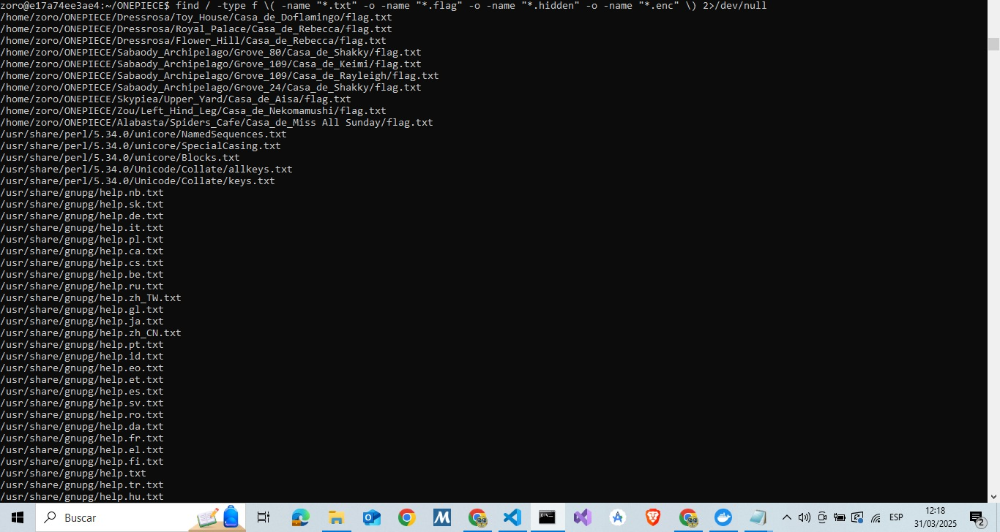 zoro@e17a74ee3ae4:~/ONEPIECE$ find / -type f \( -name "*.txt" -o -name "*.flag" -o -name "*.hidden" -o -name "*.enc" \) 2>/dev/null
/home/zoro/ONEPIECE/Dressrosa/Toy_House/Casa_de_Doflamingo/flag.txt
/home/zoro/ONEPIECE/Dressrosa/Royal_Palace/Casa_de_Rebecca/flag.txt
/home/zoro/ONEPIECE/Dressrosa/Flower_Hill/Casa_de_Rebecca/flag.txt
/home/zoro/ONEPIECE/Sabaody_Archipelago/Grove_80/Casa_de_Shakky/flag.txt
/home/zoro/ONEPIECE/Sabaody_Archipelago/Grove_109/Casa_de_Keimi/flag.txt
/home/zoro/ONEPIECE/Sabaody_Archipelago/Grove_109/Casa_de_Rayleigh/flag.txt
/home/zoro/ONEPIECE/Sabaody_Archipelago/Grove_24/Casa_de_Shakky/flag.txt
/home/zoro/ONEPIECE/Skypiea/Upper_Yard/Casa_de_Aisa/flag.txt
/home/zoro/ONEPIECE/Zou/Left_Hind_Leg/Casa_de_Nekomamushi/flag.txt
/home/zoro/ONEPIECE/Alabasta/Spiders_Cafe/Casa_de_Miss All Sunday/flag.txt
/usr/share/perl/5.34.0/unicore/NamedSequences.txt
/usr/share/perl/5.34.0/unicore/SpecialCasing.txt
/usr/share/perl/5.34.0/unicore/Blocks.txt
/usr/share/perl/5.34.0/Unicode/Collate/allkeys.txt
/usr/share/perl/5.34.0/Unicode/Collate/keys.txt
/usr/share/gnupg/help.nb.txt
/usr/share/gnupg/help.sk.txt
/usr/share/gnupg/help.de.txt
/usr/share/gnupg/help.it.txt
/usr/share/gnupg/help.pl.txt
/usr/share/gnupg/help.ca.txt
/usr/share/gnupg/help.cs.txt
/usr/share/gnupg/help.be.txt
/usr/share/gnupg/help.ru.txt
/usr/share/gnupg/help.zh_TW.txt
/usr/share/gnupg/help.gl.txt
/usr/share/gnupg/help.ja.txt
/usr/share/gnupg/help.zh_CN.txt
/usr/share/gnupg/help.pt.txt
/usr/share/gnupg/help.id.txt
/usr/share/gnupg/help.eo.txt
/usr/share/gnupg/help.et.txt
/usr/share/gnupg/help.es.txt
/usr/share/gnupg/help.sv.txt
/usr/share/gnupg/help.ro.txt
/usr/share/gnupg/help.da.txt
/usr/share/gnupg/help.fr.txt
/usr/share/gnupg/help.el.txt
/usr/share/gnupg/help.fi.txt
/usr/share/gnupg/help.txt
/usr/share/gnupg/help.tr.txt
/usr/share/gnupg/help.hu.txt
Buscar
ESP
12:18
31/03/2025
2